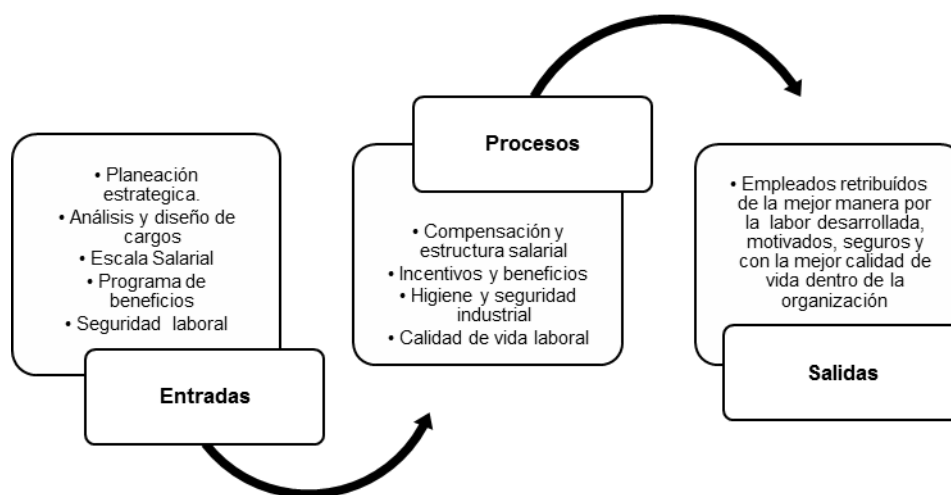 • Planeación
estrategica.
• Análisis y diseño de
cargos
• Escala Salarial
• Programa de
beneficios
• Seguridad laboral
Entradas
Procesos
• Compensación y
estructura salarial
• Incentivos y beneficios
• Higiene y seguridad
industrial
• Calidad de vida laboral
• Empleados retribuídos
de la mejor manera por
la labor desarrollada,
motivados, seguros y
con la mejor calidad de
vida dentro de la
organización
Salidas